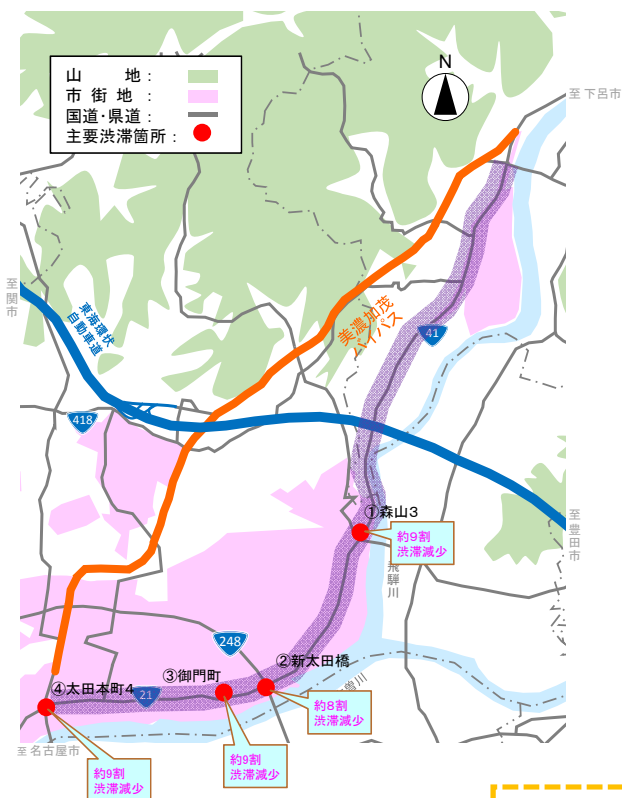 山　　地：
市 街 地 ：
国道・県道：
主要渋滞箇所：
N
至 下呂市
至関市
東海環状
自動車道
美濃加茂
バイパス
41
418
①森山3
約9割
渋滞減少
飛騨川
至豊田市
248
②新太田橋
③御門町
④太田本町4
21
曽川
約8割
渋滞減少
至 名古屋市
約9割
渋滞減少
約9割
渋滞減少